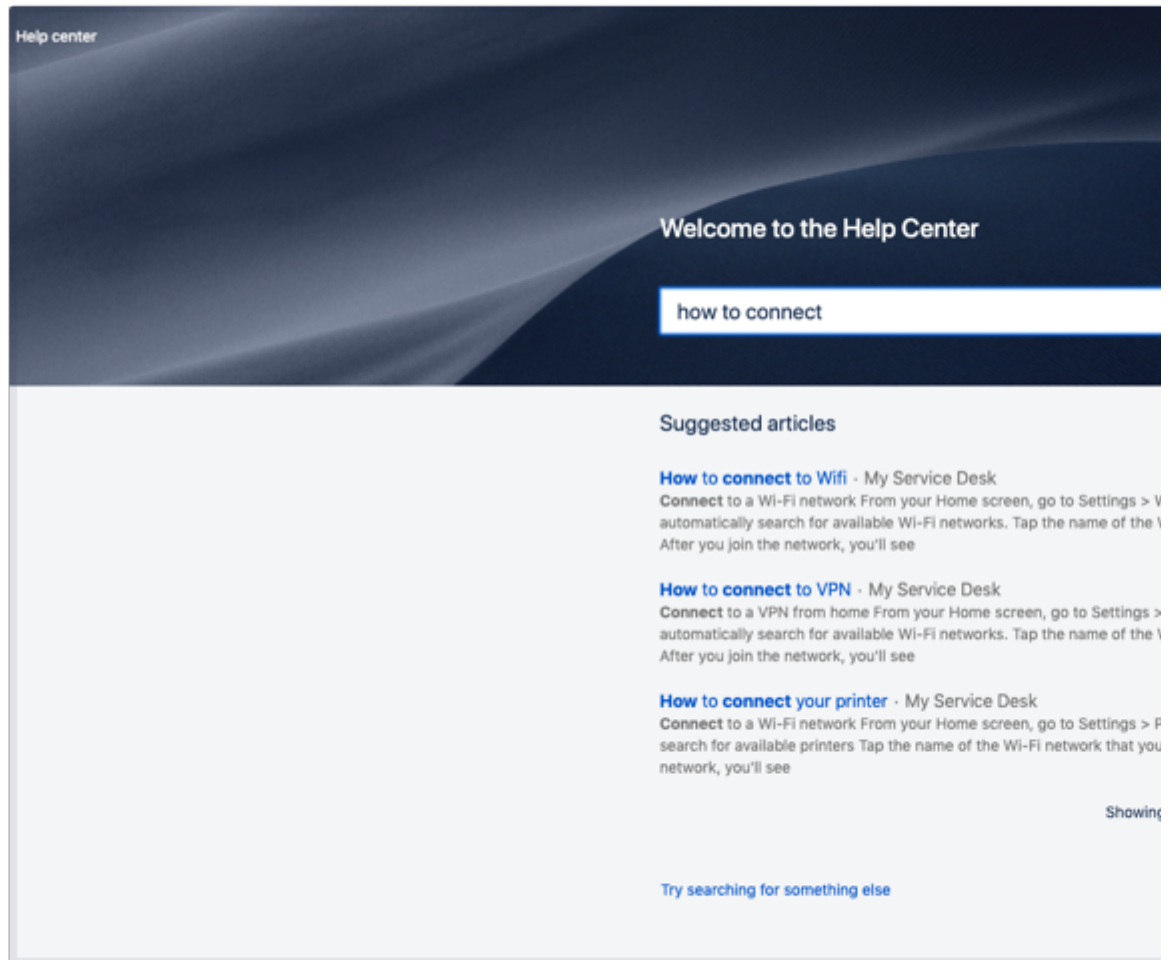 Help center
Welcome to the Help Center
how to connect
Suggested articles
How to connect to Wifi · My Service Desk
Connect to a Wi-Fi network From your Home screen, go to Settings >
automatically search for available Wi-Fi networks. Tap the name of the
After you join the network, you'll see
How to connect to VPN · My Service Desk
Connect to a VPN from home From your Home screen, go to Settings >
automatically search for available Wi-Fi networks. Tap the name of the
After you join the network, you'll see
How to connect your printer · My Service Desk
Connect to a Wi-Fi network From your Home screen, go to Settings >
search for available printers Tap the name of the Wi-Fi network that you
network, you'll see
Showing
Try searching for something else